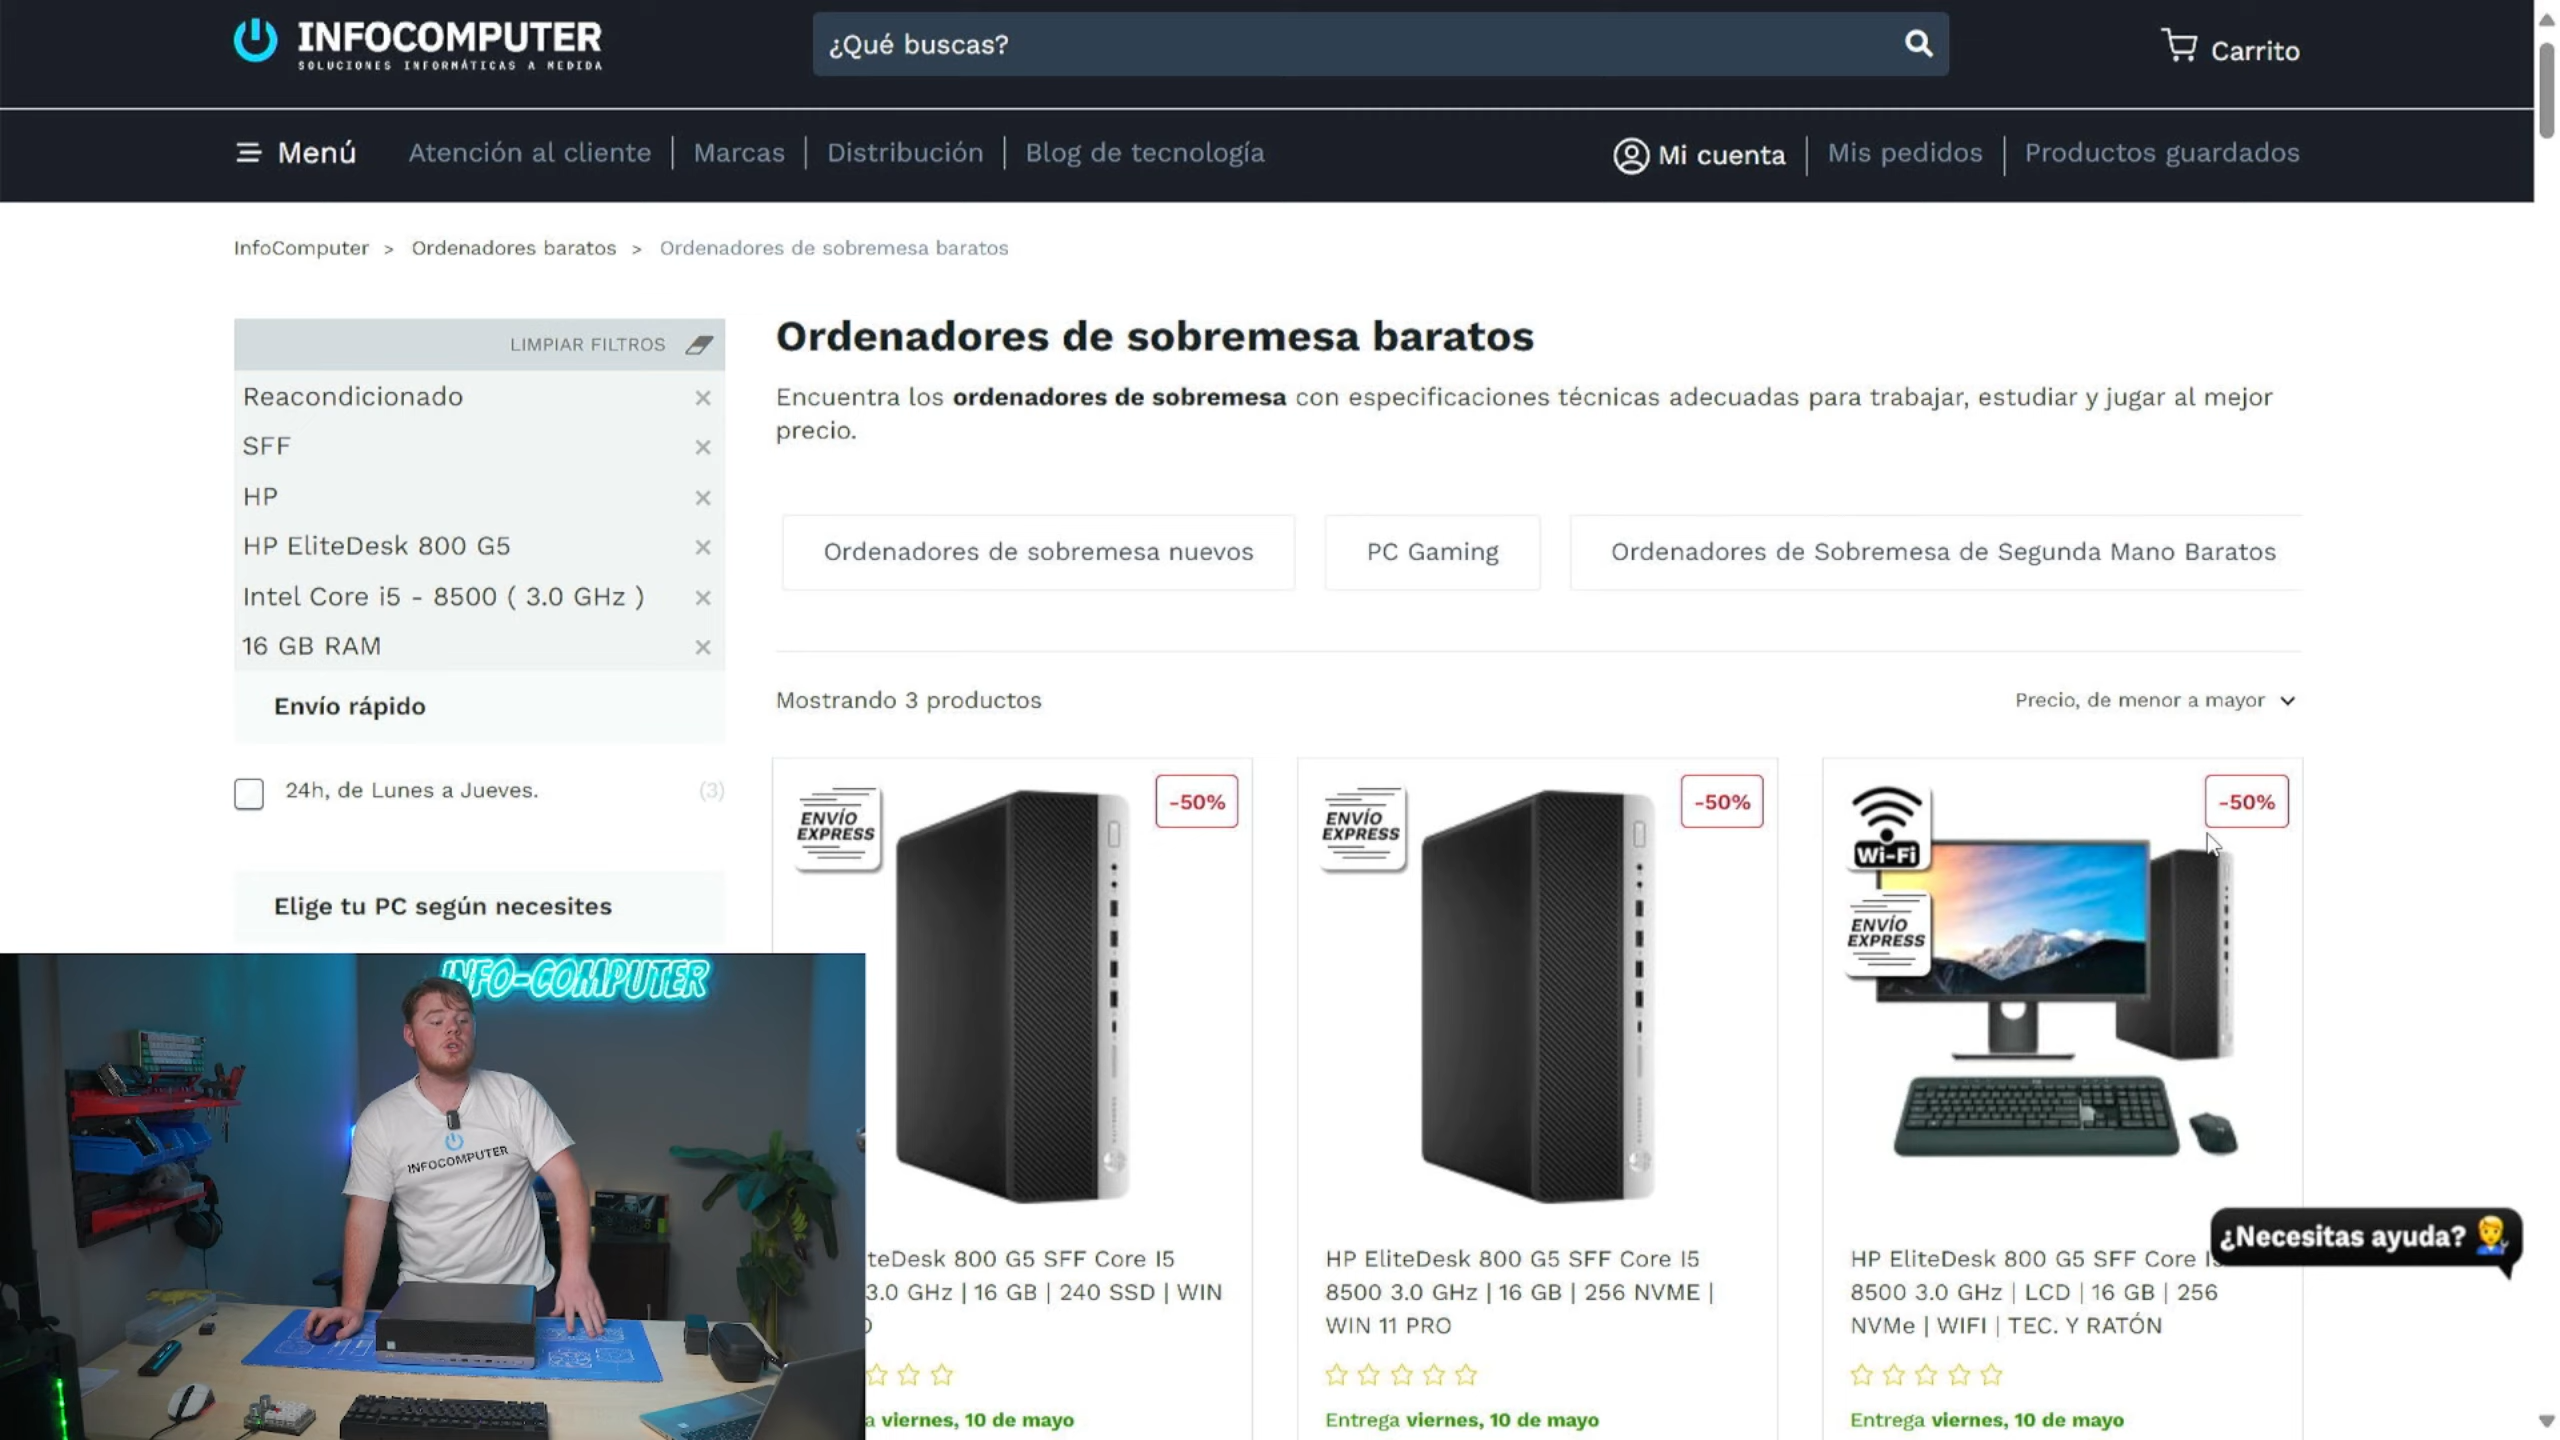 INFOCOMPUTER
SOLUCIONES INFORMÁTICAS A MEDIDA
¿Qué buscas?
Carrito
Menú
Atención al cliente
Marcas
Distribución
Blog de tecnología
Mi cuenta
Mis pedidos
Productos guardados
InfoComputer > Ordenadores baratos > Ordenadores de sobremesa baratos
LIMPIAR FILTROS
Reacondicionado
SFF
HP
HP EliteDesk 800 G5
Intel Core i5 - 8500 ( 3.0 GHz )
16 GB RAM
Envío rápido
24h, de Lunes a Jueves.
(3)
Elige tu PC según necesites
Ordenadores de sobremesa baratos
Encuentra los ordenadores de sobremesa con especificaciones técnicas adecuadas para trabajar, estudiar y jugar al mejor
precio.
Ordenadores de sobremesa nuevos
PC Gaming
Ordenadores de Sobremesa de Segunda Mano Baratos
Mostrando 3 productos
Precio, de menor a mayor
ENVÍO
EXPRESS
-50%
teDesk 800 G5 SFF Core I5
3.0 GHz | 16 GB | 240 SSD | WIN
a viernes, 10 de mayo
ENVÍO
EXPRESS
-50%
HP EliteDesk 800 G5 SFF Core I5
8500 3.0 GHz | 16 GB | 256 NVME |
WIN 11 PRO
Entrega viernes, 10 de mayo
Wi-Fi
ENVÍO
EXPRESS
-50%
HP EliteDesk 800 G5 SFF Core
8500 3.0 GHz | LCD | 16 GB | 256
NVMe | WIFI | TEC. Y RATÓN
Entrega viernes, 10 de mayo
¿Necesitas ayuda?
INFO-COMPUTER
INFOCOMPUTER